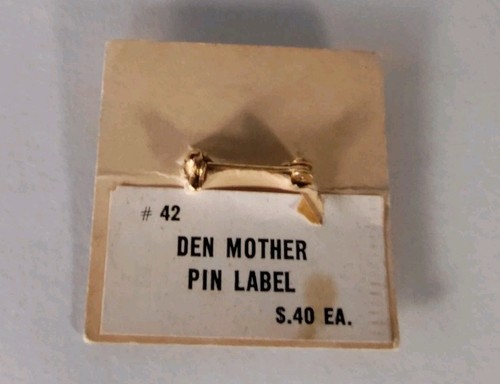 # 42
DEN MOTHER
PIN LABEL
$.40 EA.